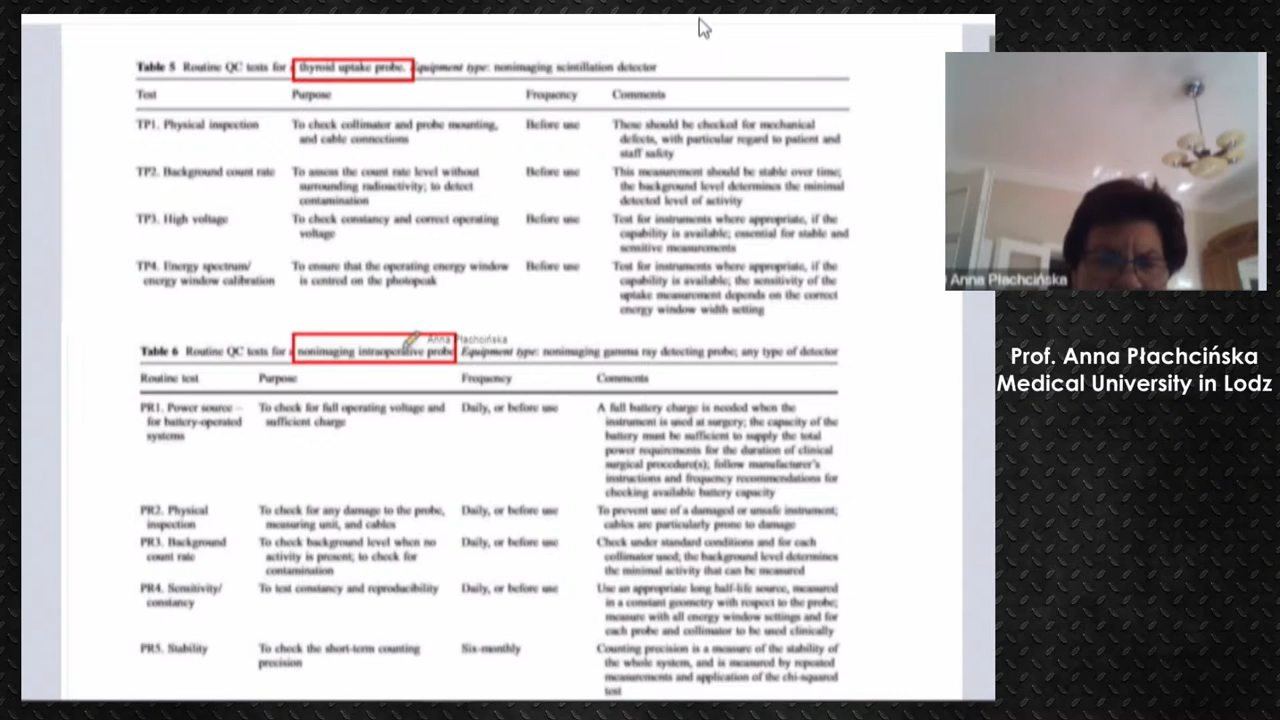 Table 5 Routine QC tests for a thyroid uptake probe. Equipment type: nonimaging scintillation detector
Test Purpose Frequency Comments
TP1. Physical inspection To check collimator and probe mounting, Before use These should be checked for mechanical
and cable connections defects, with particular regard to patient and
staff safety
TP2. Background count rate To assess the count rate level without Before use This measurement should be stable over time;
surrounding radioactivity; to detect the background level determines the minimal
contamination detected level of activity
TP3. High voltage To check constancy and correct operating Before use Test for instruments where appropriate, if the
voltage capability is available; essential for stable and
sensitive measurements
TP4. Energy spectrum/ To ensure that the operating energy window Before use Test for instruments where appropriate, if the
energy window calibration is centred on the photopeak capability is available; the sensitivity of the
uptake measurement depends on the correct
energy window width setting
Anna Płachcińska
Table 6 Routine QC tests for a nonimaging intraoperative probe Equipment type: nonimaging gamma ray detecting probe; any type of detector
Routine test Purpose Frequency Comments
PR1. Power source – To check for full operating voltage and Daily, or before use A full battery charge is needed when the
for battery-operated sufficient charge instrument is used at surgery; the capacity of the
systems battery must be sufficient to supply the total
power requirements for the duration of clinical
surgical procedure(s); follow manufacturer's
instructions and frequency recommendations for
checking available battery capacity
PR2. Physical To check for any damage to the probe, Daily, or before use To prevent use of a damaged or unsafe instrument;
inspection measuring unit, and cables cables are particularly prone to damage
PR3. Background To check background level when no Daily, or before use Check under standard conditions and for each
count rate activity is present; to check for collimator used; the background level determines
contamination the minimal activity that can be measured
PR4. Sensitivity/ To test constancy and reproducibility Daily, or before use Use an appropriate long half-life source, measured
constancy in a constant geometry with respect to the probe;
measure with all energy window settings and for
each probe and collimator to be used clinically
PR5. Stability To check the short-term counting Six-monthly Counting precision is a measure of the stability of
precision the whole system, and is measured by repeated
measurements and application of the chi-squared
test
Anna Płachcińska
Prof. Anna Płachcińska
Medical University in Lodz